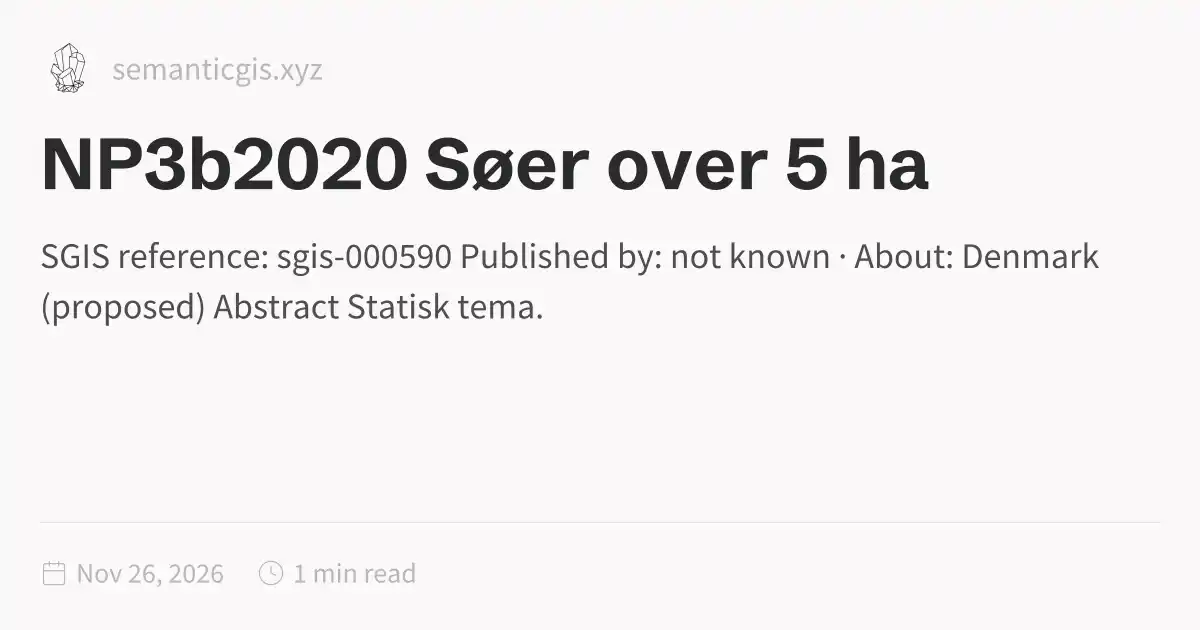 semanticgis.xyz
NP3b2020 Søer over 5 ha
SGIS reference: sgis-000590 Published by: not known · About: Denmark
(proposed) Abstract Statisk tema.
Nov 26, 2026 1 min read